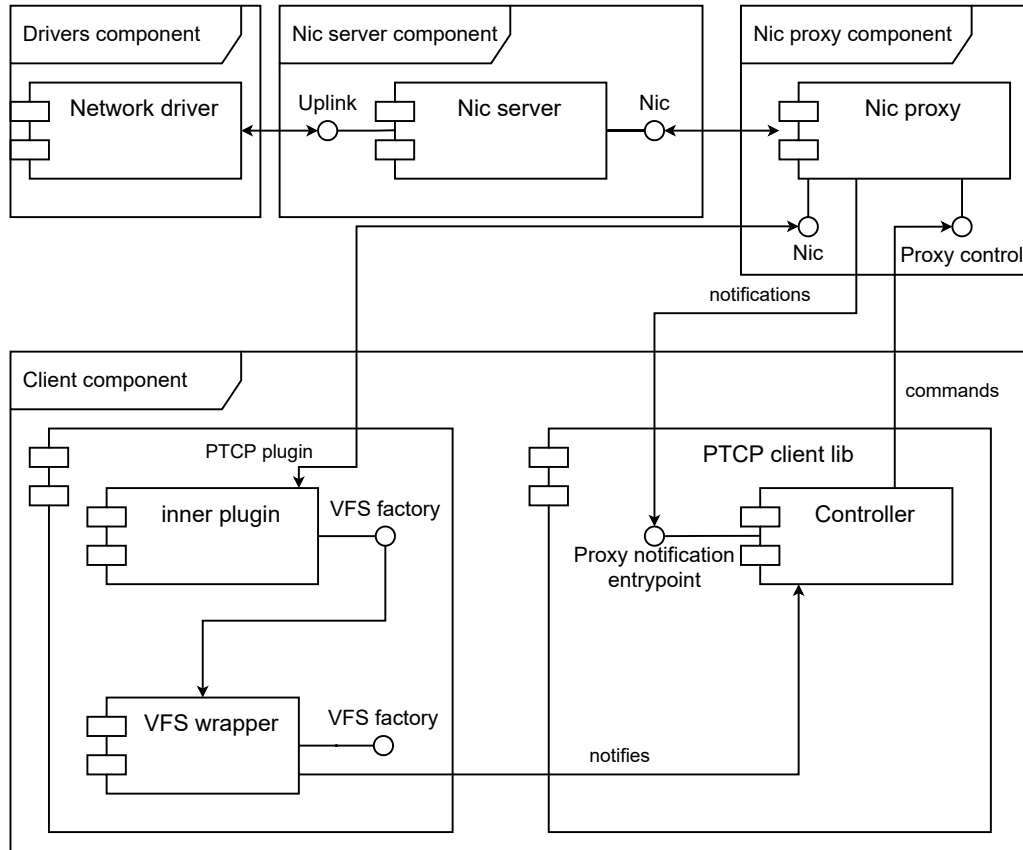 Drivers component
Nic server component
Nic proxy component
Network driver
Uplink
Nic server
Nic
Nic proxy
Nic
Proxy control
notifications
Client component
commands
PTCP plugin
PTCP client lib
inner plugin
VFS factory
Controller
Proxy notification
entrypoint
VFS wrapper
VFS factory
notifies